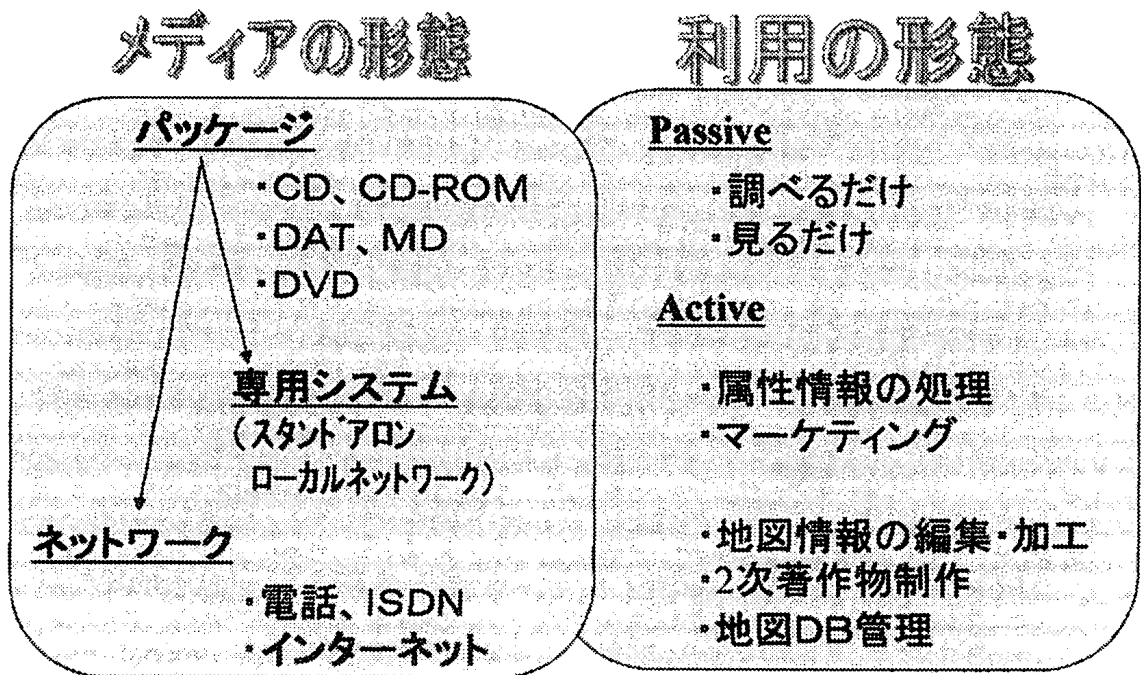 メディアの形態
パッケージ
・CD、CD-ROM
・DAT、MD
・DVD
専用システム
(スタンドアロン
ローカルネットワーク)
ネットワーク
・電話、ISDN
・インターネット
利用の形態
Passive
・調べるだけ
・見るだけ
Active
・属性情報の処理
・マーケティング
・地図情報の編集・加工
・2次著作物制作
・地図DB管理